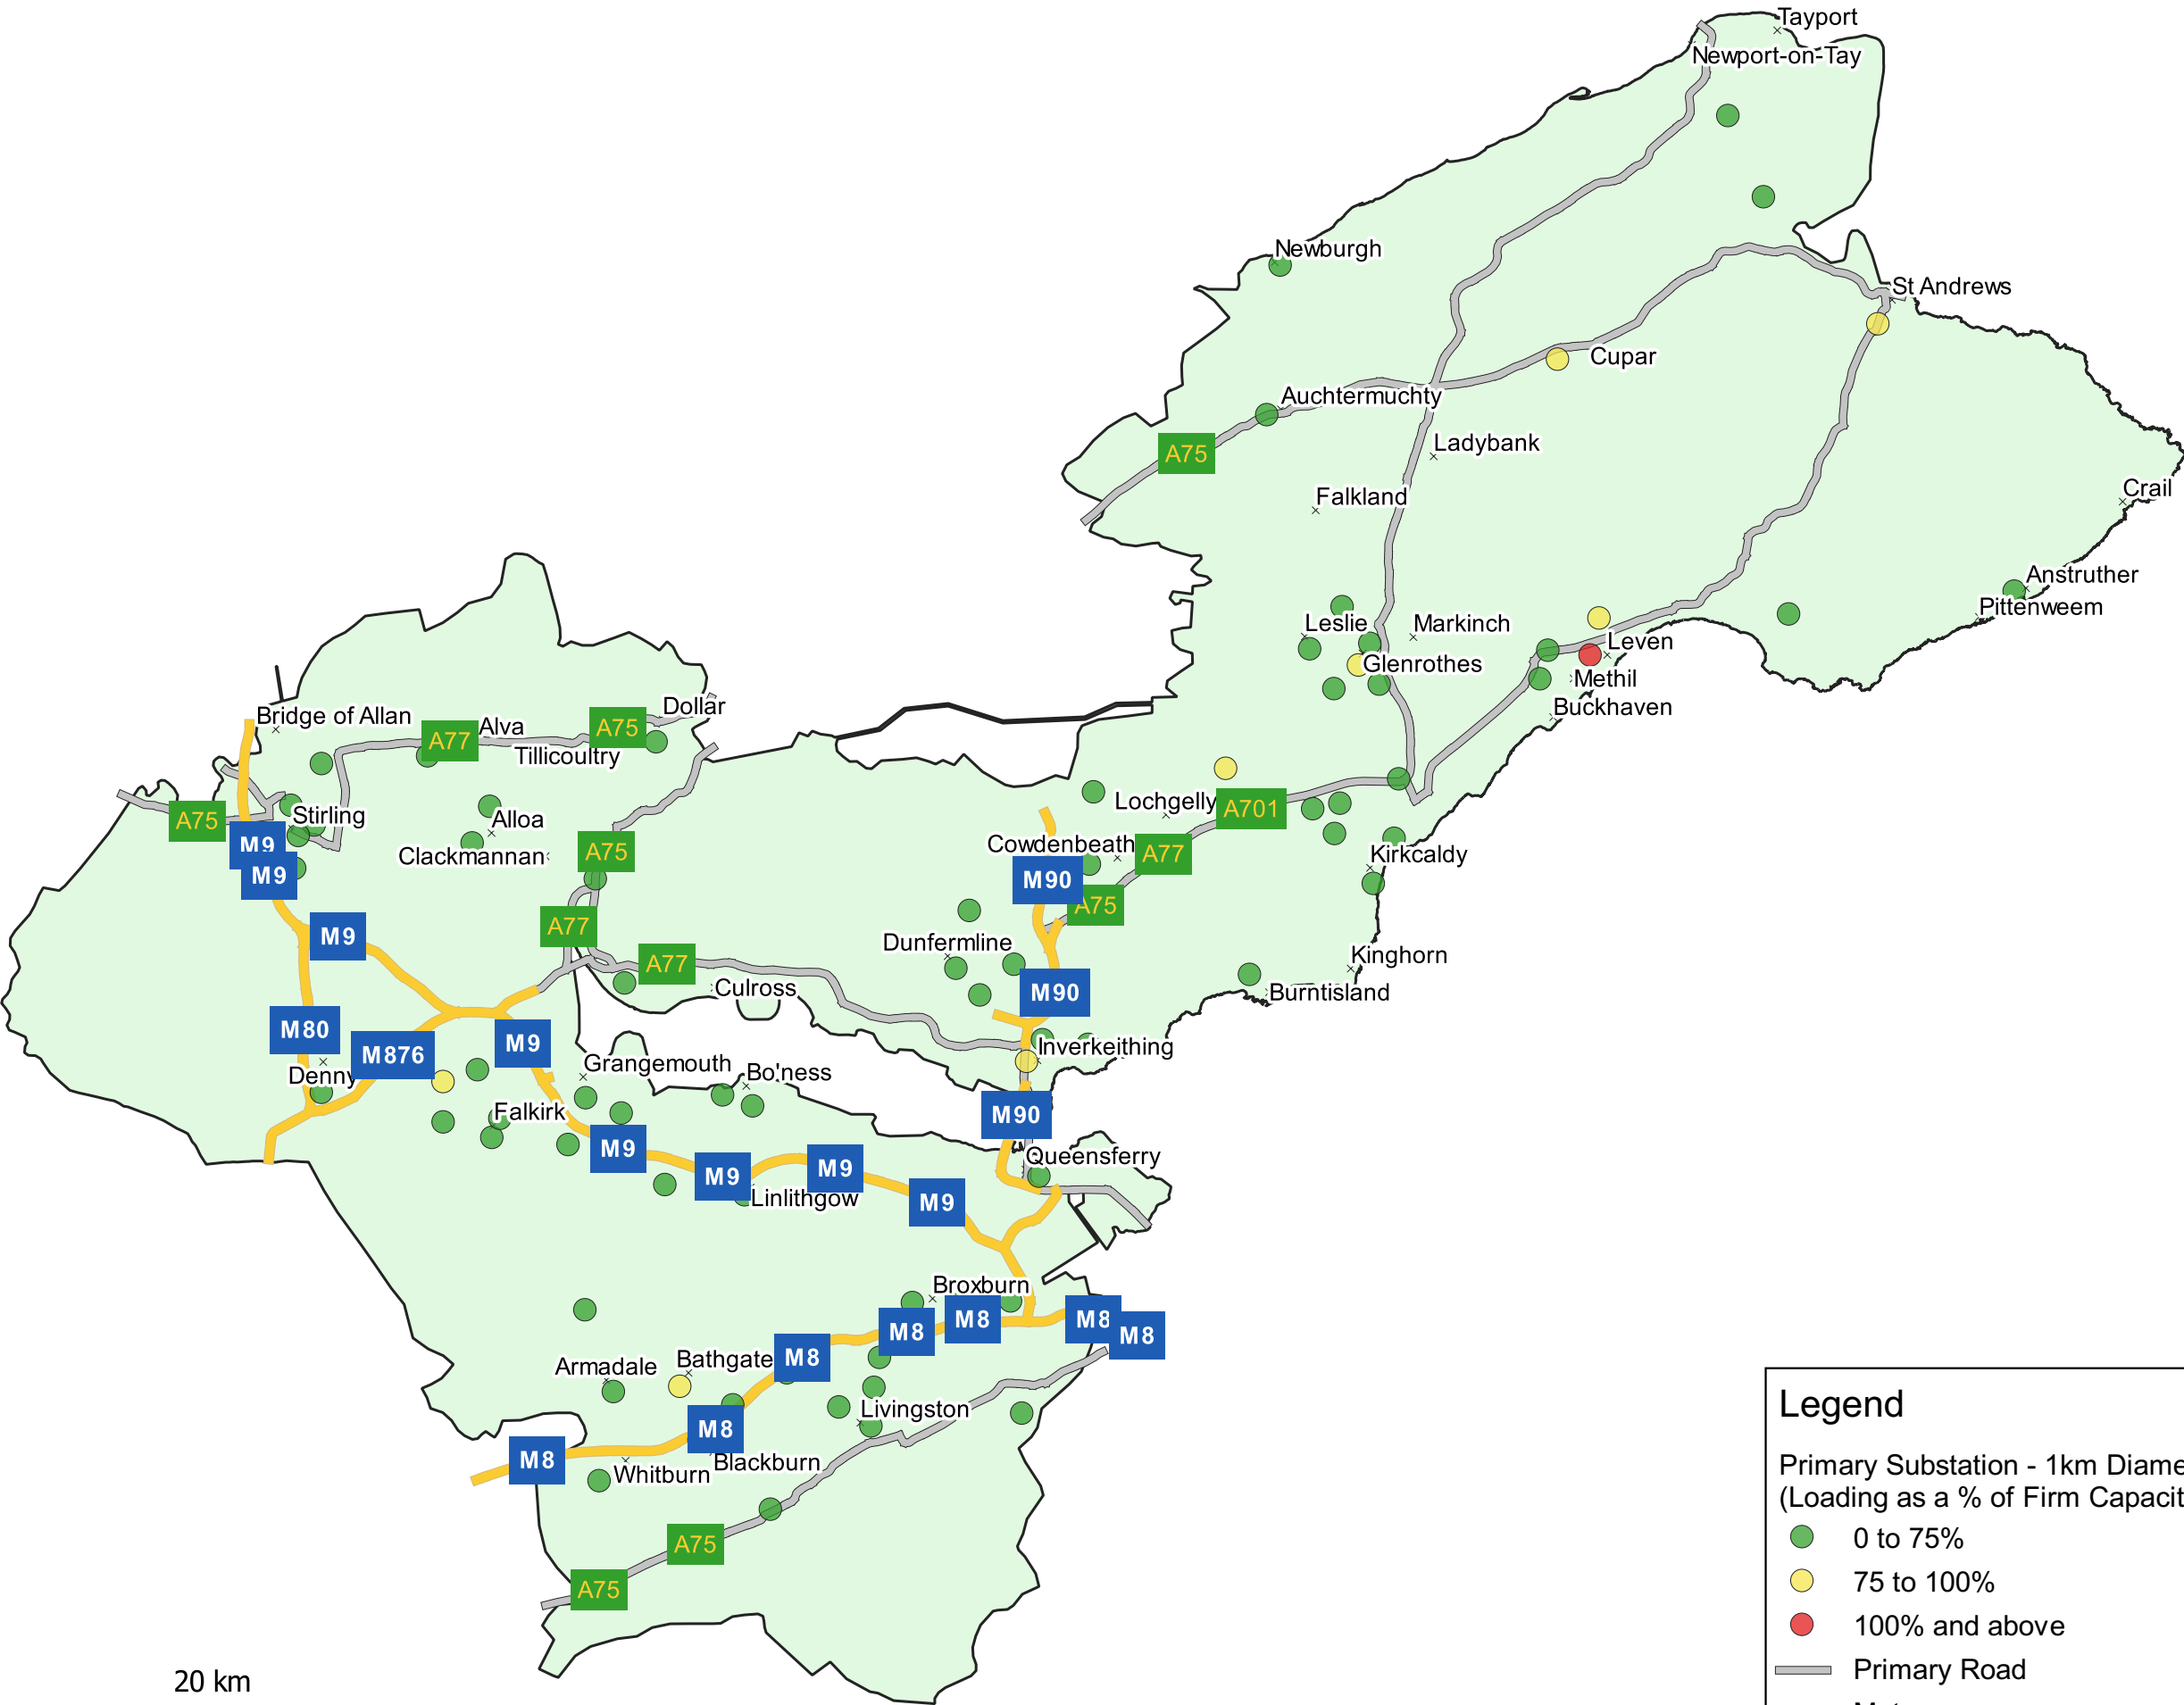 Tayport
Newport-on-Tay
Newburgh
St Andrews
Cupar
Auchtermuchty
Ladybank
A75
Falkland
Crail
Anstruther
Pittenweem
Leslie
Markinch
Leven
Glenrothes
Methil
Buckhaven
Dollar
Bridge of Allan
Alva
A75
A77
Tillicoultry
Lochgelly
A701
Stirling
A75
Alloa
M9
Cowdenbeath
A77
A75
Clackmannan
Kirkcaldy
M9
M90
A75
A77
M9
Dunfermline
Kinghorn
A77
Culross
M90
Burntisland
M80
M9
M876
Inverkeithing
Grangemouth
Bo'ness
Denny
Falkirk
M90
M9
Queensferry
M9
M9
Linlithgow
M9
Broxburn
M8
M8
M8
M8
M8
Bathgate
Armadale
Livingston
M8
M8
Blackburn
Whitburn
A75
A75
20 km
Legend
Primary Substation - 1km Diame
(Loading as a % of Firm Capacit
0 to 75%
75 to 100%
100% and above
Primary Road